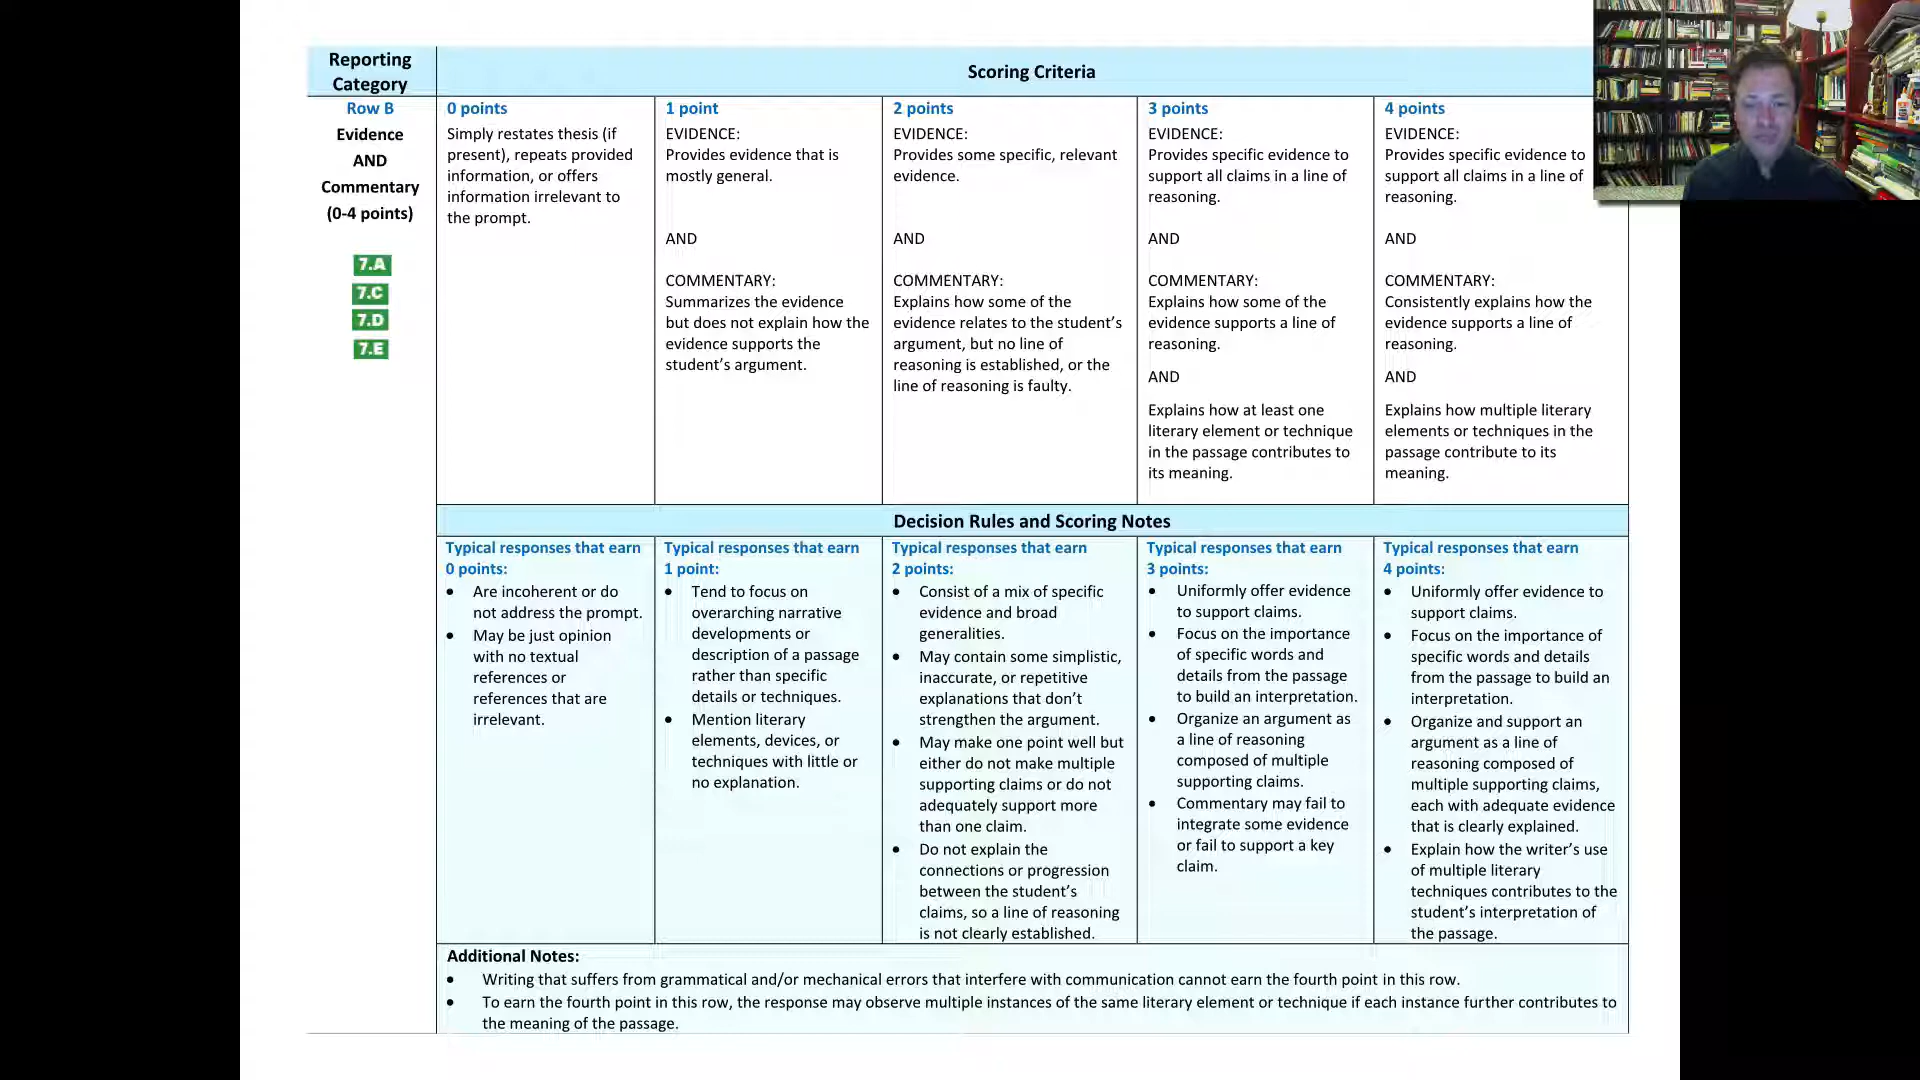 Reporting
Category
Scoring Criteria
Row B
Evidence
AND
Commentary
(0-4 points)
7.A
7.C
7.D
7.E
0 points
Simply restates thesis (if
present), repeats provided
information, or offers
information irrelevant to
the prompt.
1 point
EVIDENCE:
Provides evidence that is
mostly general.
AND
COMMENTARY:
Summarizes the evidence
but does not explain how the
evidence supports the
student’s argument.
2 points
EVIDENCE:
Provides some specific, relevant
evidence.
AND
COMMENTARY:
Explains how some of the
evidence relates to the student’s
argument, but no line of
reasoning is established, or the
line of reasoning is faulty.
3 points
EVIDENCE:
Provides specific evidence to
support all claims in a line of
reasoning.
AND
COMMENTARY:
Explains how some of the
evidence supports a line of
reasoning.
AND
Explains how at least one
literary element or technique
in the passage contributes to
its meaning.
4 points
EVIDENCE:
Provides specific evidence to
support all claims in a line of
reasoning.
AND
COMMENTARY:
Consistently explains how the
evidence supports a line of
reasoning.
AND
Explains how multiple literary
elements or techniques in the
passage contribute to its
meaning.
Decision Rules and Scoring Notes
Typical responses that earn
0 points:
• Are incoherent or do
not address the prompt.
• May be just opinion
with no textual
references or
references that are
irrelevant.
Typical responses that earn
1 point:
• Tend to focus on
overarching narrative
developments or
description of a passage
rather than specific
details or techniques.
• Mention literary
elements, devices, or
techniques with little or
no explanation.
Typical responses that earn
2 points:
• Consist of a mix of specific
evidence and broad
generalities.
• May contain some simplistic,
inaccurate, or repetitive
explanations that don’t
strengthen the argument.
• May make one point well but
either do not make multiple
supporting claims or do not
adequately support more
than one claim.
• Do not explain the
connections or progression
between the student’s
claims, so a line of reasoning
is not clearly established.
Typical responses that earn
3 points:
• Uniformly offer evidence
to support claims.
• Focus on the importance
of specific words and
details from the passage
to build an interpretation.
• Organize an argument as
a line of reasoning
composed of multiple
supporting claims.
• Commentary may fail to
integrate some evidence
or fail to support a key
claim.
Typical responses that earn
4 points:
• Uniformly offer evidence to
support claims.
• Focus on the importance of
specific words and details
from the passage to build an
interpretation.
• Organize and support an
argument as a line of
reasoning composed of
multiple supporting claims,
each with adequate evidence
that is clearly explained.
• Explain how the writer’s use
of multiple literary
techniques contributes to the
student’s interpretation of
the passage.
Additional Notes:
• Writing that suffers from grammatical and/or mechanical errors that interfere with communication cannot earn the fourth point in this row.
• To earn the fourth point in this row, the response may observe multiple instances of the same literary element or technique if each instance further contributes to
the meaning of the passage.